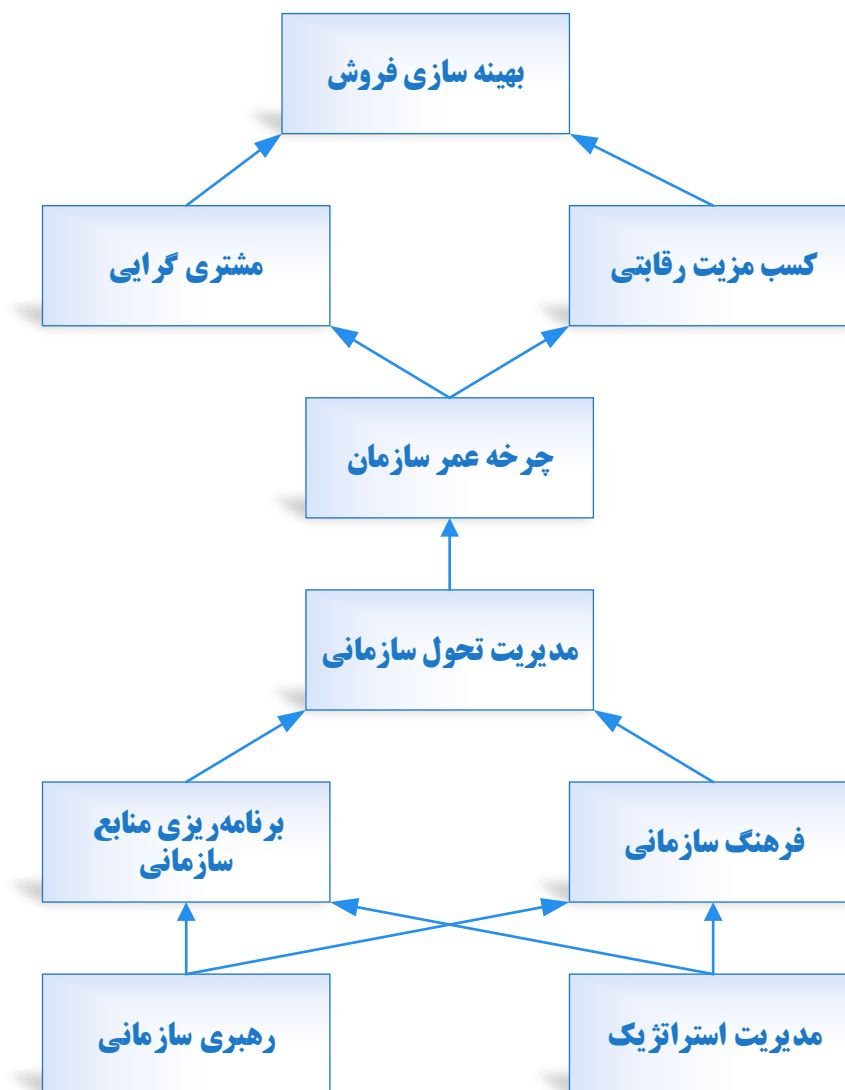 بهینه سازی فروش
کسب مزیت رقابتی
مشتری گرایی
چرخه عمر سازمان
مدیریت تحول سازمانی
فرهنگ سازمانی
برنامه‌ریزی منابع
سازمانی
مدیریت استراتژیک
رهبری سازمانی